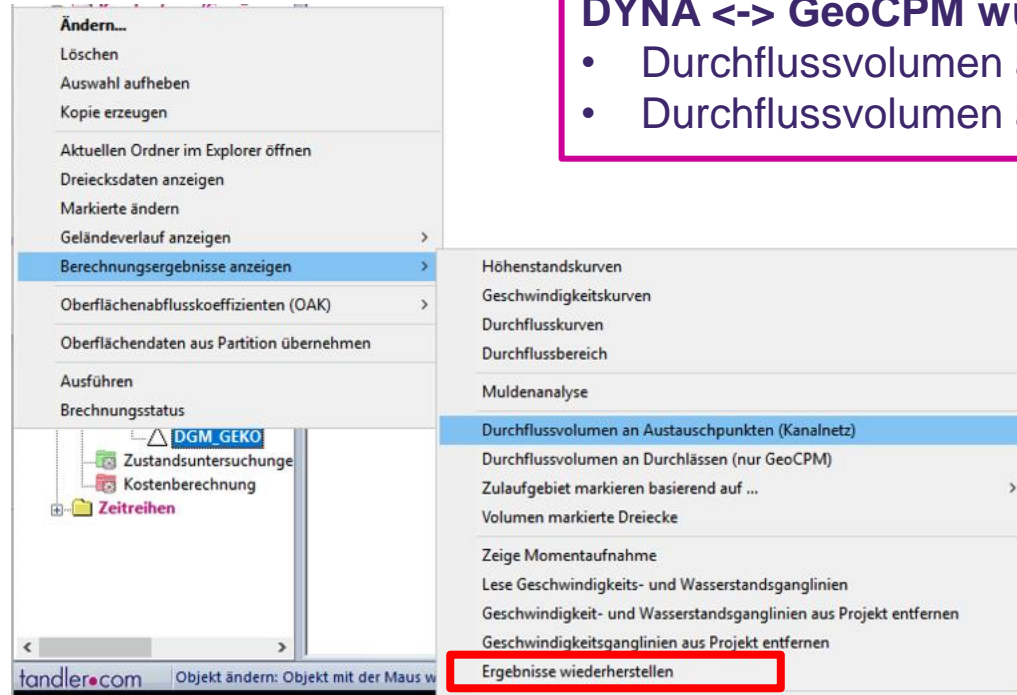 DYNA <-> GeoCPM
• Durchflussvolumen
• Durchflussvolumen
Ändern...
Löschen
Auswahl aufheben
Kopie erzeugen
Aktuellen Ordner im Explorer öffnen
Dreiecksdaten anzeigen
Markierte ändern
Geländeverlauf anzeigen >
Berechnungsergebnisse anzeigen >
Oberflächenabflusskoeffizienten (OAK) >
Oberflächendaten aus Partition übernehmen
Ausführen
Brechnungsstatus
Höhenstandskurven
Geschwindigkeitskurven
Durchflusskurven
Durchflussbereich
Muldenanalyse
Durchflussvolumen an Austauschpunkten (Kanalnetz)
Durchflussvolumen an Durchlässen (nur GeoCPM)
Zulaufgebiet markieren basierend auf ... >
Volumen markierte Dreiecke
Zeige Momentaufnahme
Lese Geschwindigkeits- und Wasserstandsganglinien
Geschwindigkeit- und Wasserstandsganglinien aus Projekt entfernen
Geschwindigkeitsganglinien aus Projekt entfernen
Ergebnisse wiederherstellen
DGM_GEKO
Zustandsuntersuchunge
Kostenberechnung
Zeitreihen
tandler.com Objekt ändern: Objekt mit der Maus w